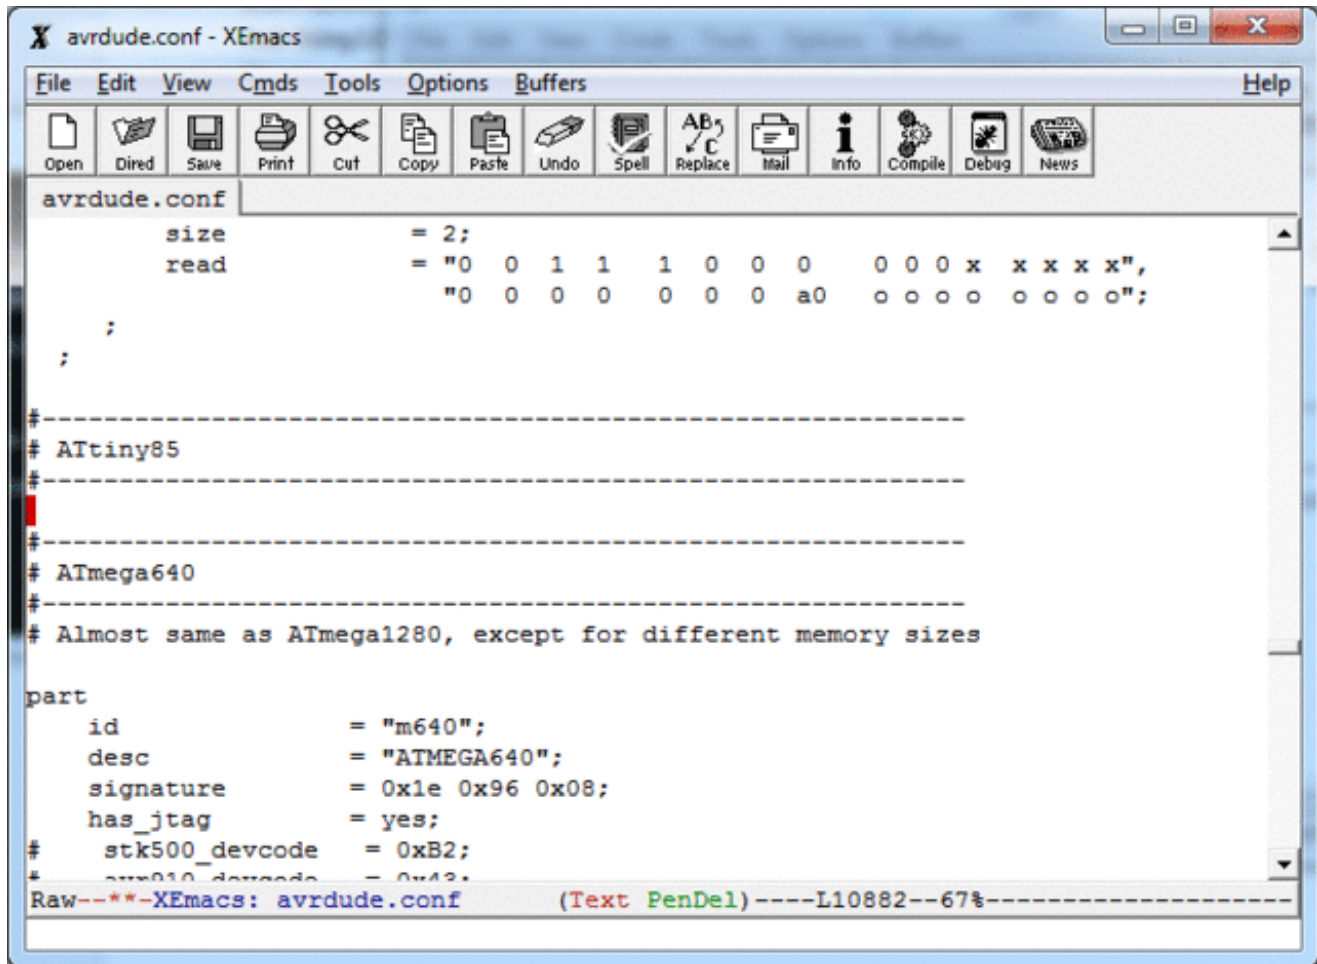 avrdude.conf - XEmacs
File Edit View Cmds Tools Options Buffers Help
Open Dired Save Print Cut Copy Paste Undo Spell Replace Mail Info Compile Debug News
avrdude.conf
size = 2;
read = "0 0 1 1 1 0 0 0 0 0 0 x x x x x",
"0 0 0 0 0 0 0 a0 o o o o o o o o";
;
;
#------------------------------------------------------------
# ATtiny85
#------------------------------------------------------------
#------------------------------------------------------------
# ATmega640
#------------------------------------------------------------
# Almost same as ATmega1280, except for different memory sizes
part
id = "m640";
desc = "ATMEGA640";
signature = 0x1e 0x96 0x08;
has_jtag = yes;
# stk500_devcode = 0xB2;
# avr910_devcode = 0x43;
Raw--**-XEmacs: avrdude.conf (Text PenDel)----L10882--67%--------------------